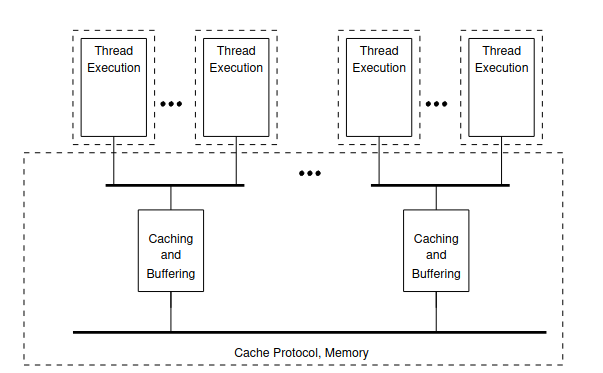 Thread
Execution
Thread
Execution
Thread
Execution
Thread
Execution
Caching
and
Buffering
Caching
and
Buffering
Cache Protocol, Memory